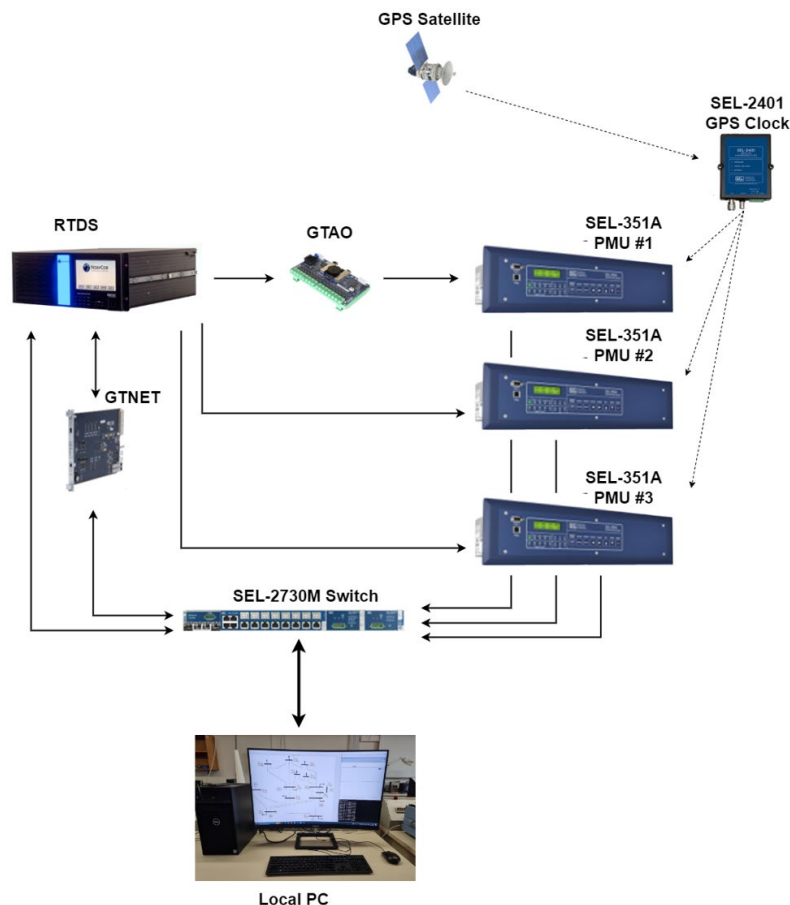 GPS Satellite
SEL-2401
GPS Clock
RTDS
GTAO
SEL-351A
PMU #1
SEL-351A
PMU #2
GTNET
SEL-351A
PMU #3
SEL-2730M Switch
Local PC